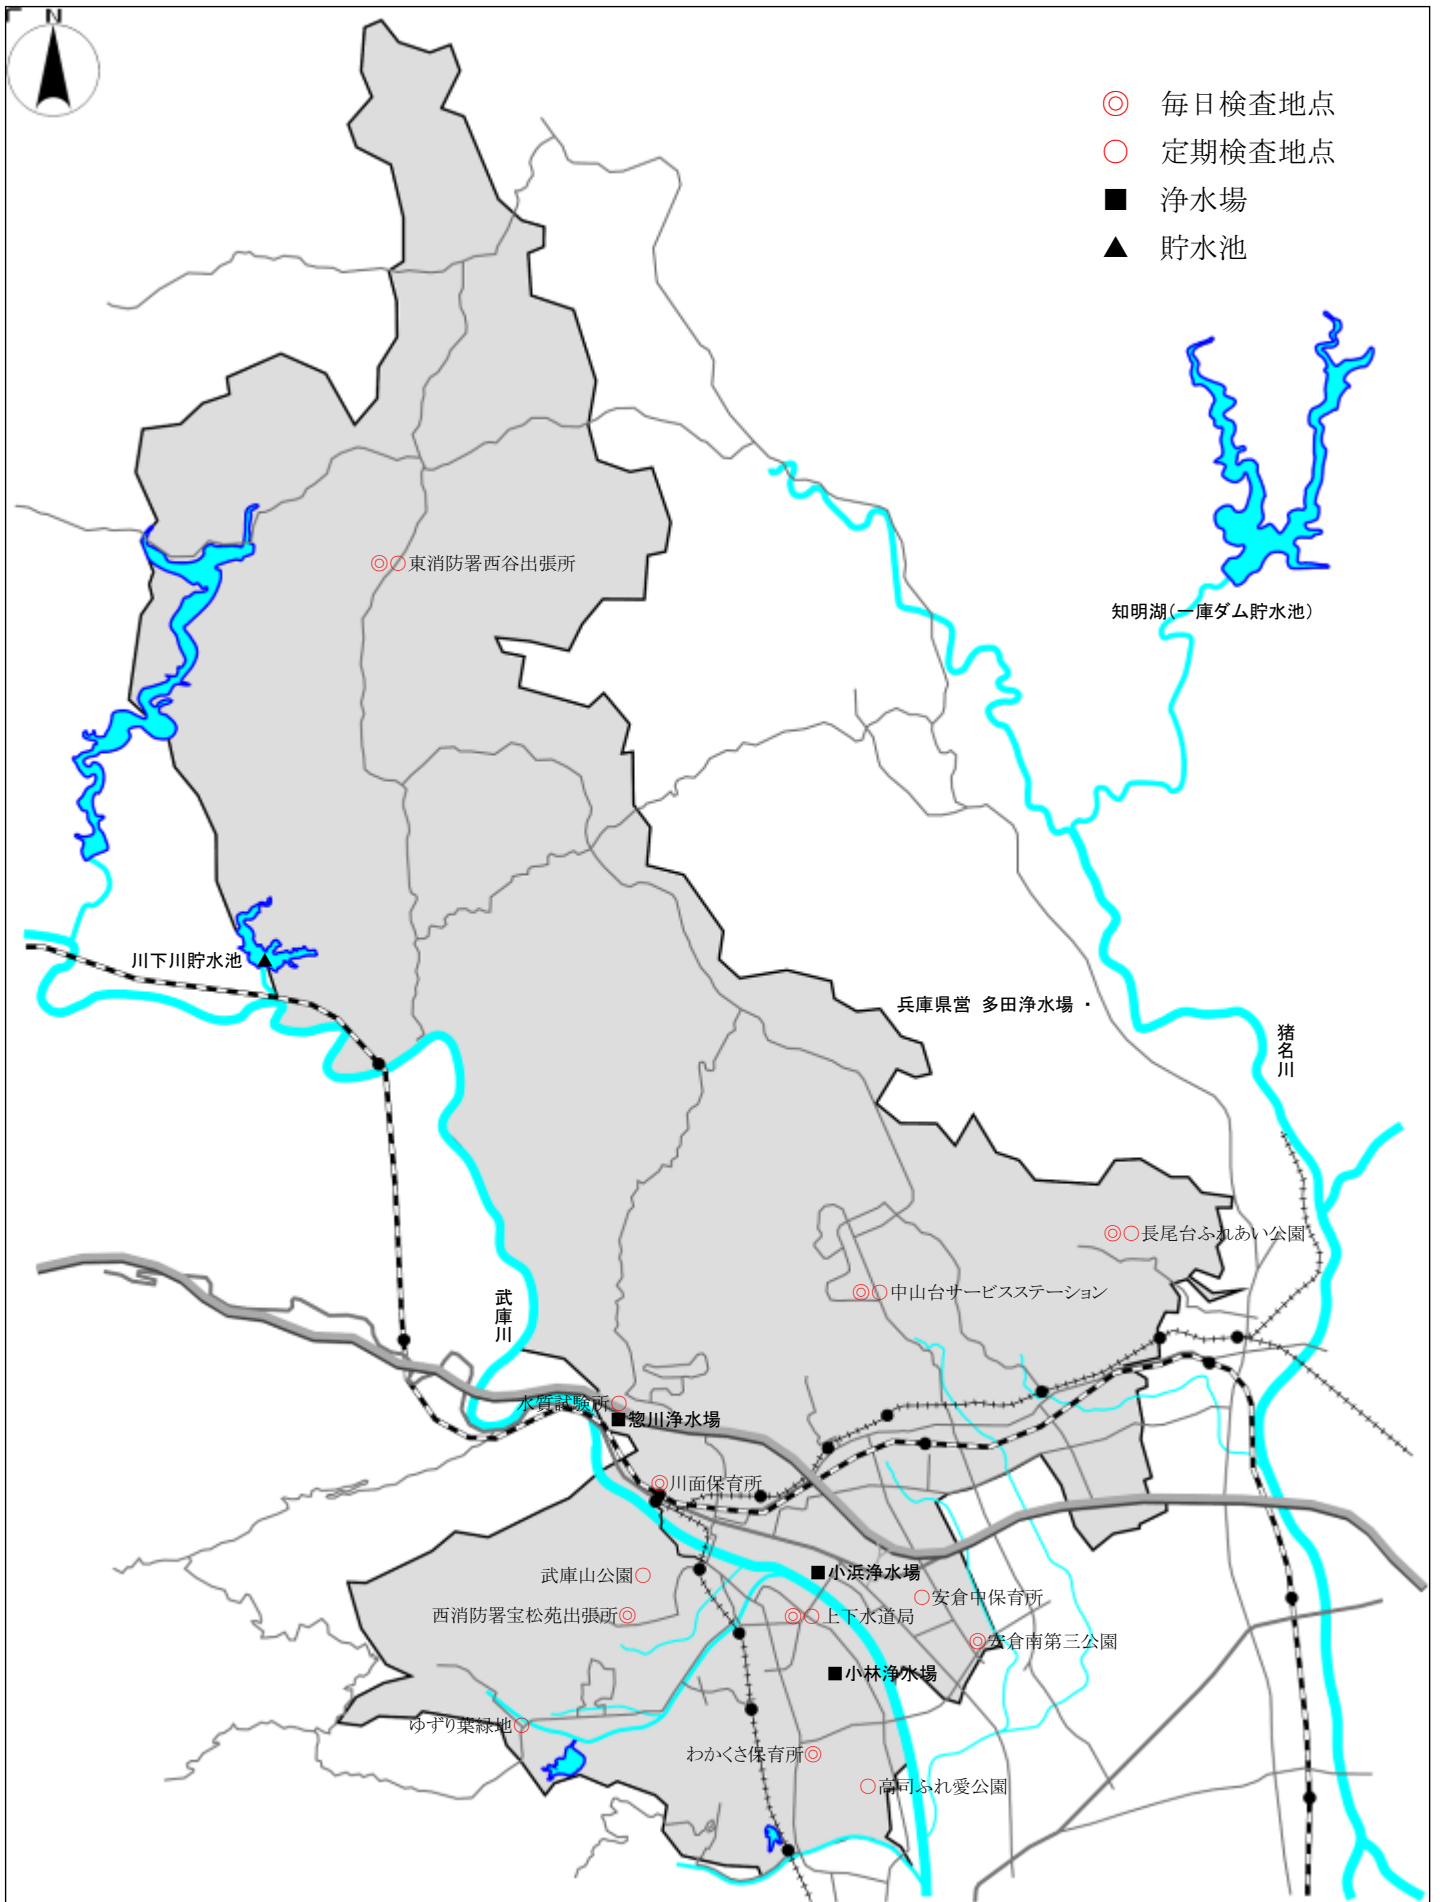 N
◎ 毎日検査地点
○ 定期検査地点
■ 浄水場
▲ 貯水池
◎○東消防署西谷出張所
知明湖(一庫ダム貯水池)
川下川貯水池
兵庫県営 多田浄水場
猪名川
◎○長尾台ふれあい公園
◎○中山台サービスステーション
武庫川
水質試験所○
■惣川浄水場
◎川面保育所
■小浜浄水場
武庫山公園○
○安倉中保育所
西消防署宝松苑出張所◎
◎○上下水道局
◎安倉南第三公園
■小林浄水場
ゆずり葉緑地○
わかくさ保育所◎
○高司ふれ愛公園